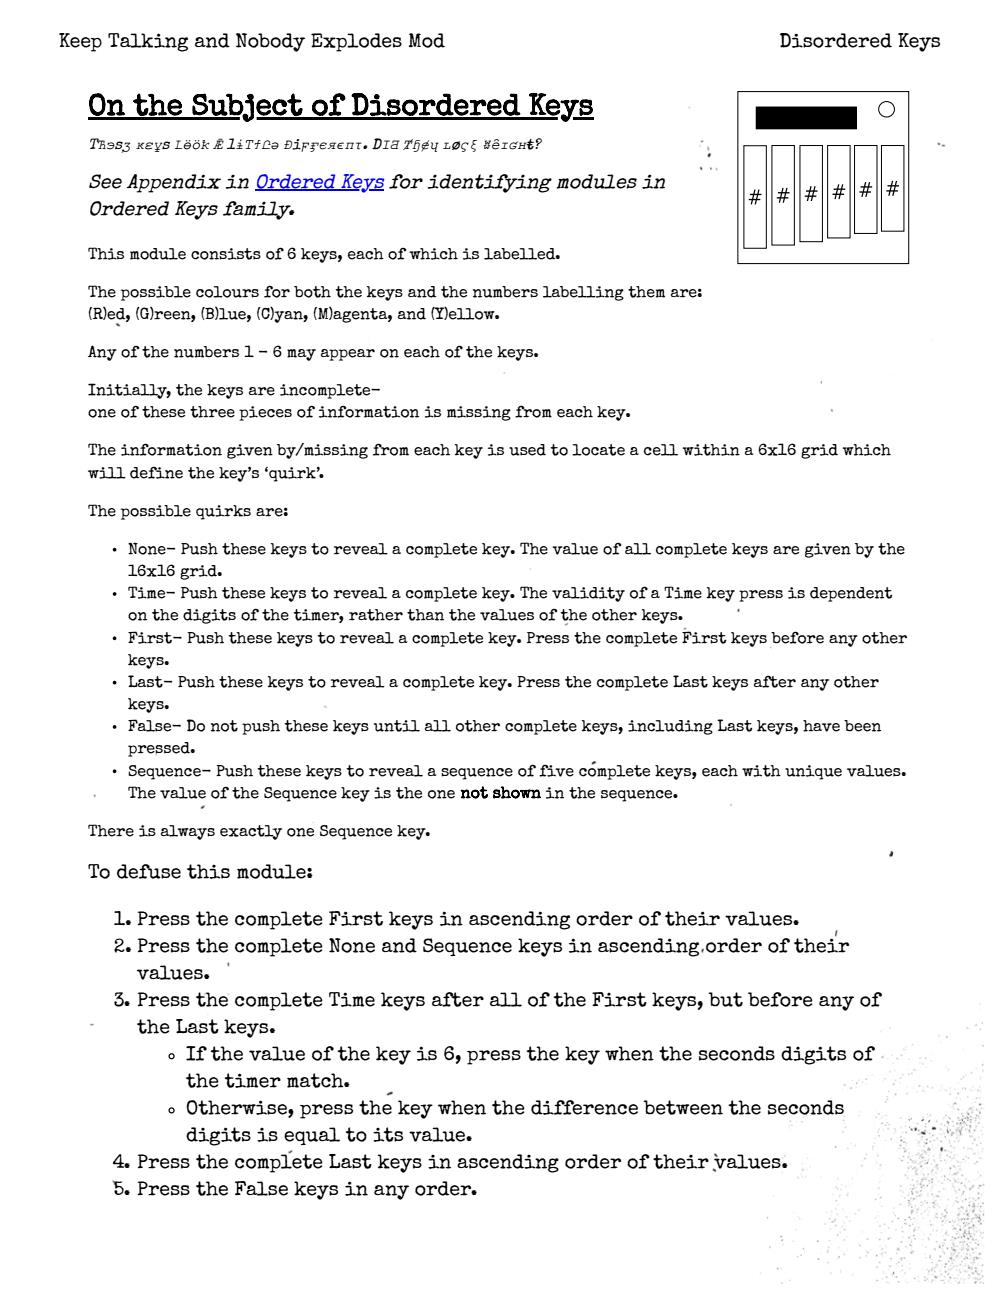 Keep Talking and Nobody Explodes Mod
Disordered Keys
On the Subject of Disordered Keys
See Appendix in Ordered Keys for identifying modules in
Ordered Keys family.
# # # # # #
This module consists of 6 keys, each of which is labelled.
The possible colours for both the keys and the numbers labelling them are:
(R)ed, (G)reen, (B)lue, (C)yan, (M)agenta, and (Y)ellow.
Any of the numbers 1 – 6 may appear on each of the keys.
Initially, the keys are incomplete–
one of these three pieces of information is missing from each key.
The information given by/missing from each key is used to locate a cell within a 6x16 grid which
will define the key’s ‘quirk’.
The possible quirks are:
• None– Push these keys to reveal a complete key. The value of all complete keys are given by the
16x16 grid.
• Time– Push these keys to reveal a complete key. The validity of a Time key press is dependent
on the digits of the timer, rather than the values of the other keys.
• First– Push these keys to reveal a complete key. Press the complete First keys before any other
keys.
• Last– Push these keys to reveal a complete key. Press the complete Last keys after any other
keys.
• False– Do not push these keys until all other complete keys, including Last keys, have been
pressed.
• Sequence– Push these keys to reveal a sequence of five complete keys, each with unique values.
The value of the Sequence key is the one not shown in the sequence.
There is always exactly one Sequence key.
To defuse this module:
1. Press the complete First keys in ascending order of their values.
2. Press the complete None and Sequence keys in ascending order of their
values.
3. Press the complete Time keys after all of the First keys, but before any of
the Last keys.
◦ If the value of the key is 6, press the key when the seconds digits of
the timer match.
◦ Otherwise, press the key when the difference between the seconds
digits is equal to its value.
4. Press the complete Last keys in ascending order of their values.
5. Press the False keys in any order.